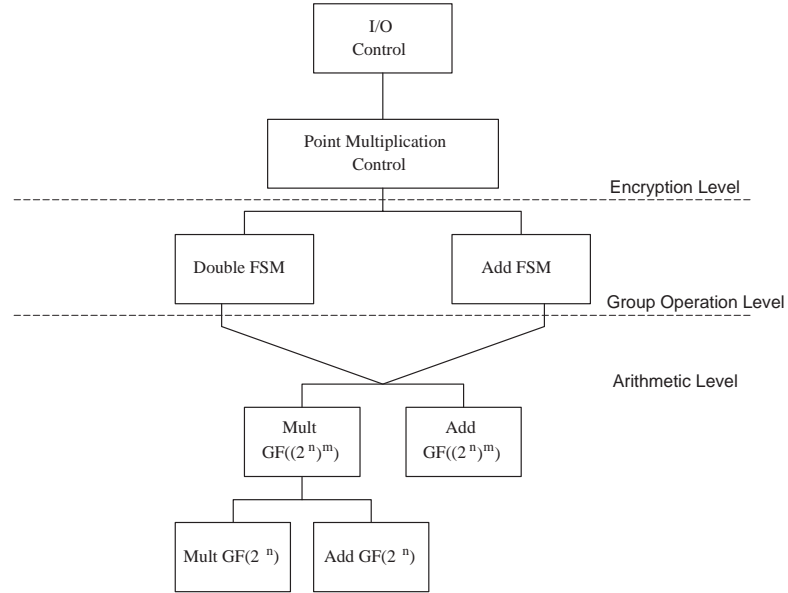 I/O
Control
Point Multiplication
Control
Encryption Level
Double FSM
Add FSM
Group Operation Level
Arithmetic Level
Mult
GF((2 ⁿ)ᵐ)
Add
GF((2 ⁿ)ᵐ)
Mult GF(2 ⁿ)
Add GF(2 ⁿ)